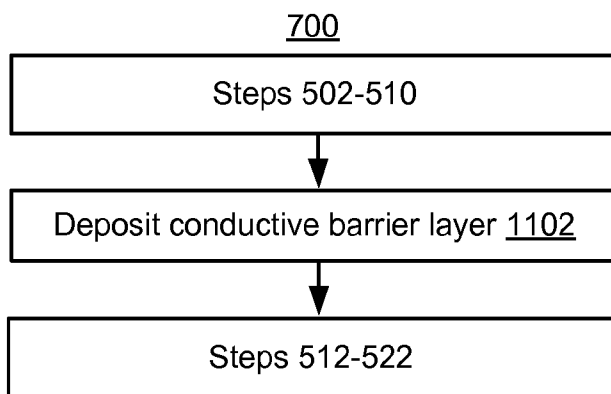 700
Steps 502-510
Deposit conductive barrier layer 1102
Steps 512-522